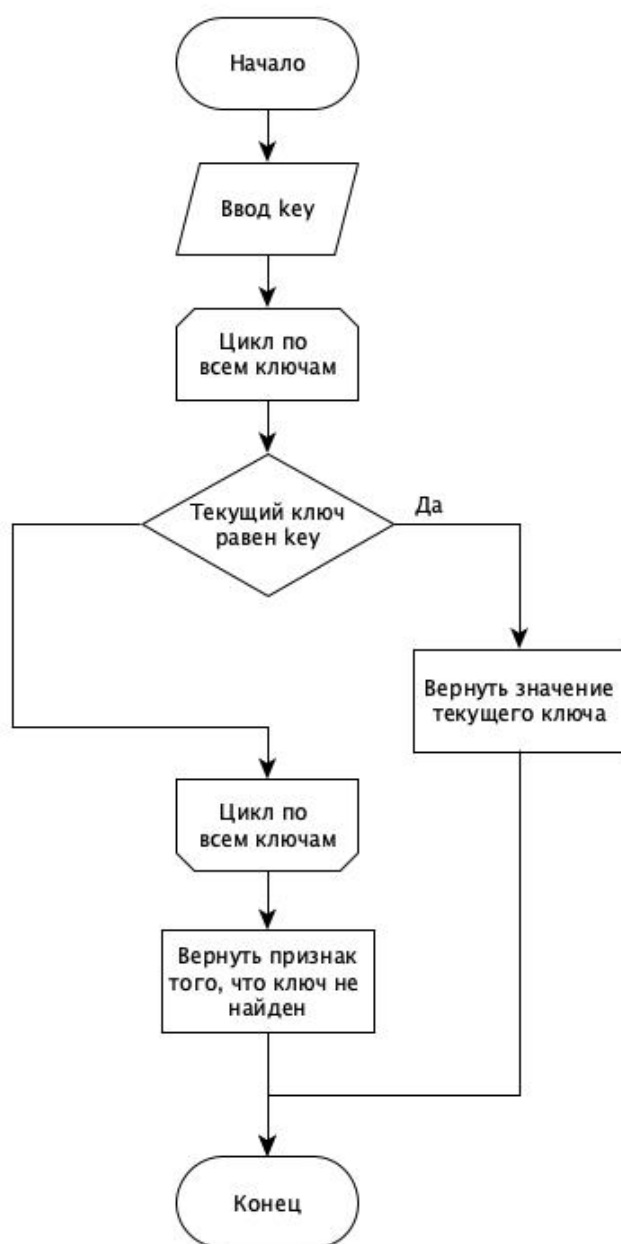 Начало
Ввод key
Цикл по
всем ключам
Текущий ключ
равен key
Да
Вернуть значение
текущего ключа
Цикл по
всем ключам
Вернуть признак
того, что ключ не
найден
Конец